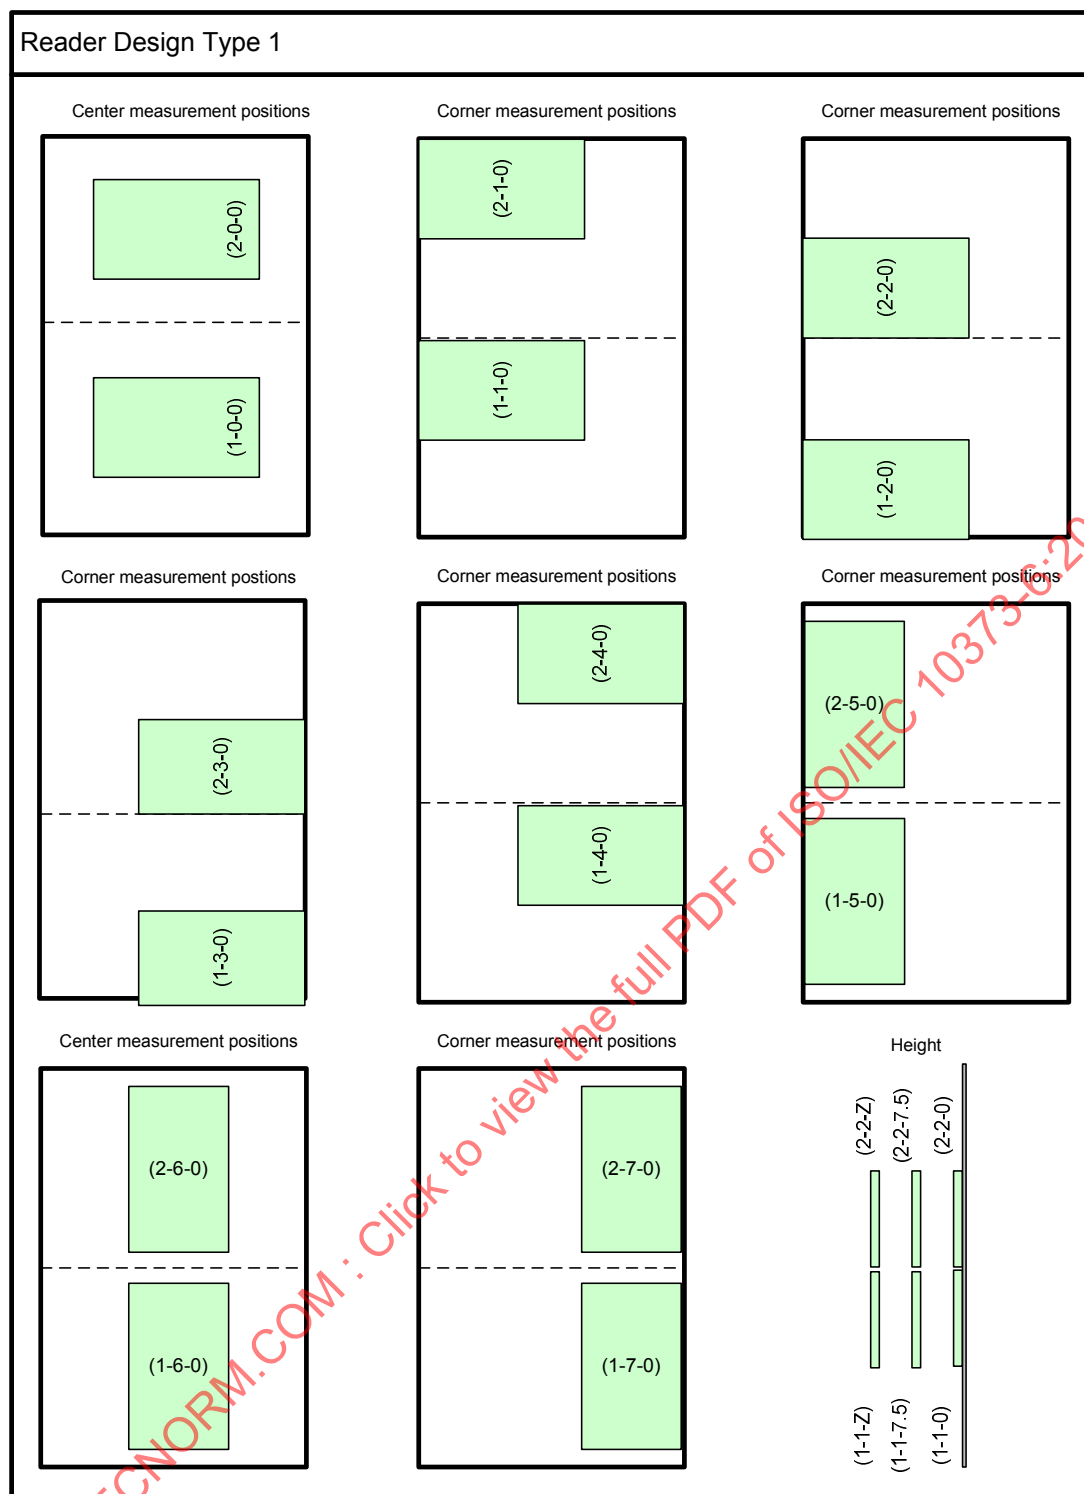 Reader Design Type 1
Center measurement positions
Corner measurement positions
Corner measurement positions
(2-0-0)
(1-0-0)
(2-1-0)
(1-1-0)
(2-2-0)
(1-2-0)
Corner measurement postions
Corner measurement positions
Corner measurement positions
(2-3-0)
(1-3-0)
(2-4-0)
(1-4-0)
(2-5-0)
(1-5-0)
Center measurement positions
Corner measurement positions
Height
(2-6-0)
(1-6-0)
(2-7-0)
(1-7-0)
(2-2-Z)
(2-2-7.5)
(2-2-0)
(1-1-Z)
(1-1-7.5)
(1-1-0)
ECNORM.COM : Click to view the full PDF of ISO/IEC 10373-6:20